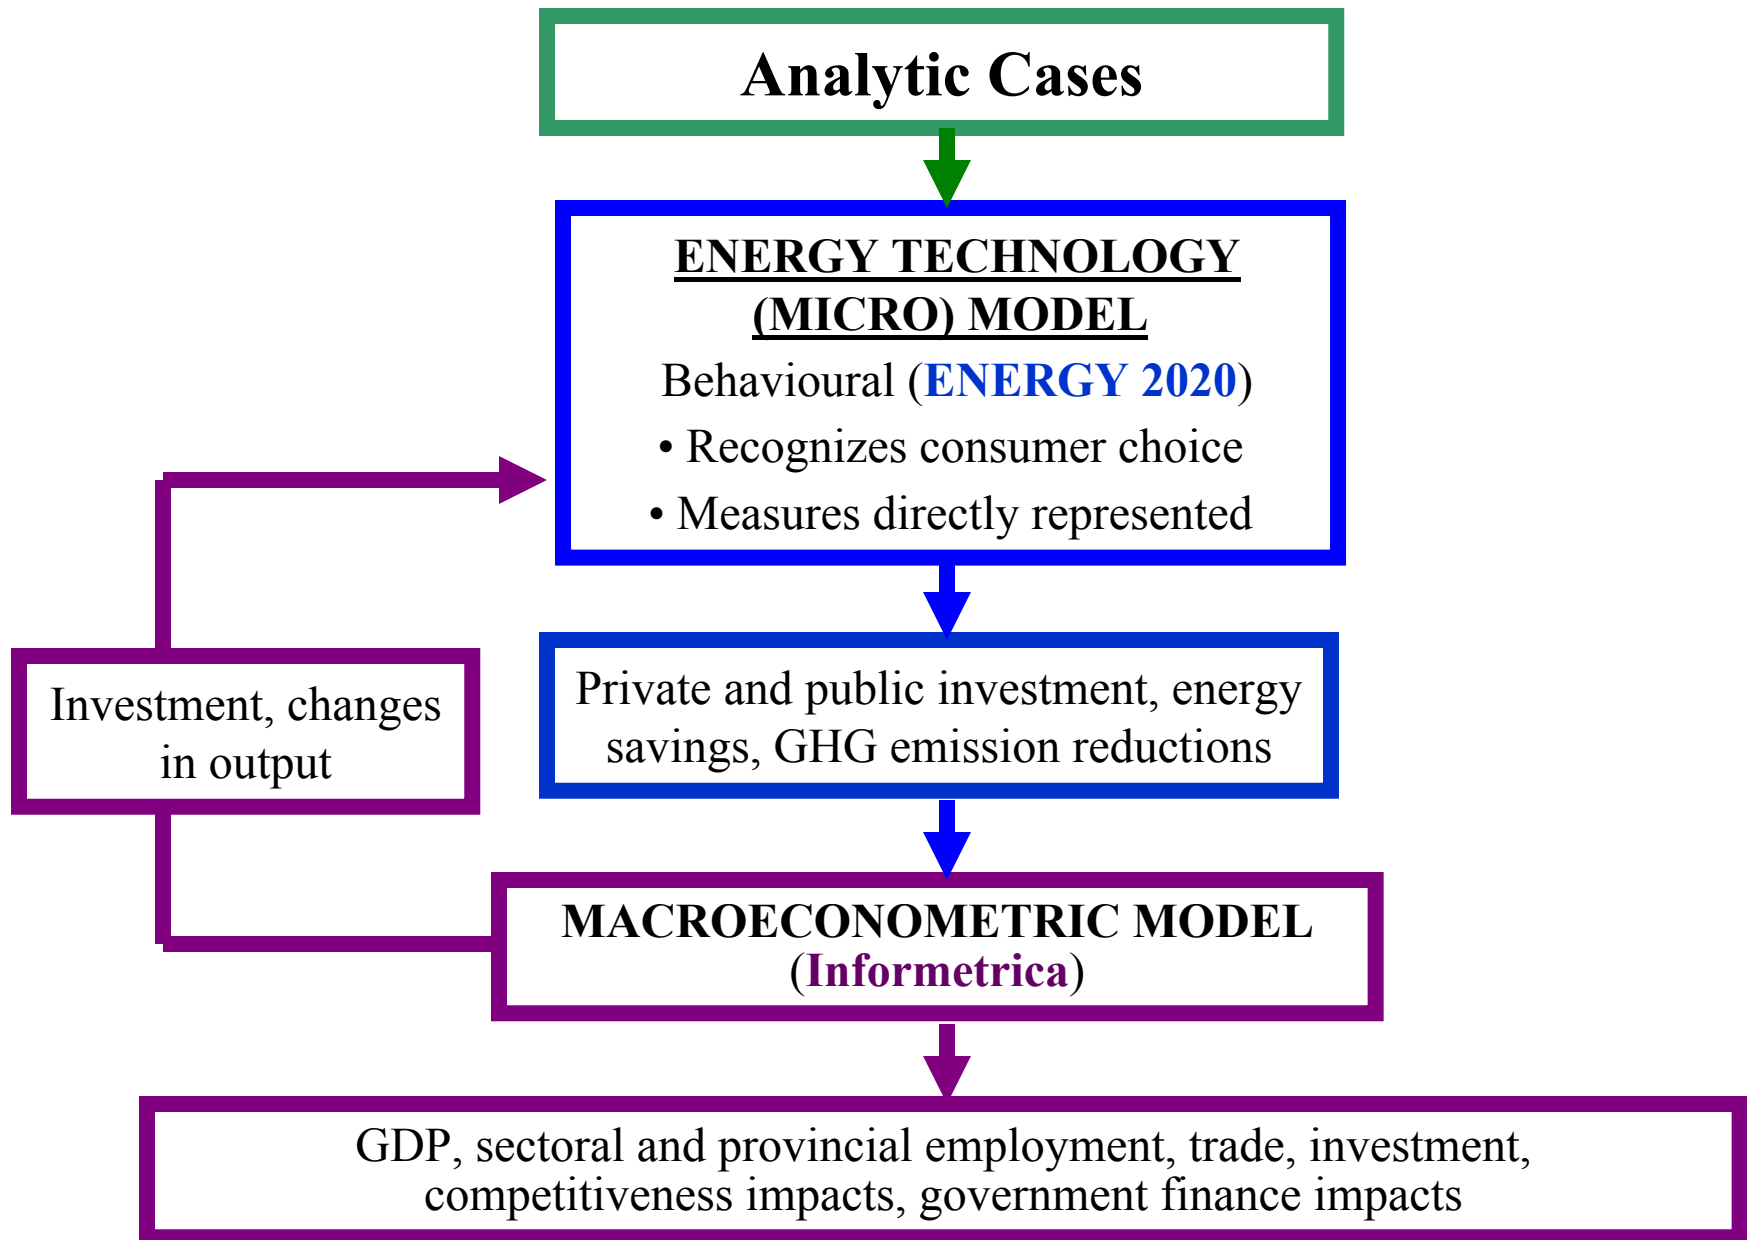 Analytic Cases
ENERGY TECHNOLOGY
(MICRO) MODEL
Behavioural (ENERGY 2020)
• Recognizes consumer choice
• Measures directly represented
Investment, changes
in output
Private and public investment, energy
savings, GHG emission reductions
MACROECONOMETRIC MODEL
(Informetrica)
GDP, sectoral and provincial employment, trade, investment,
competitiveness impacts, government finance impacts